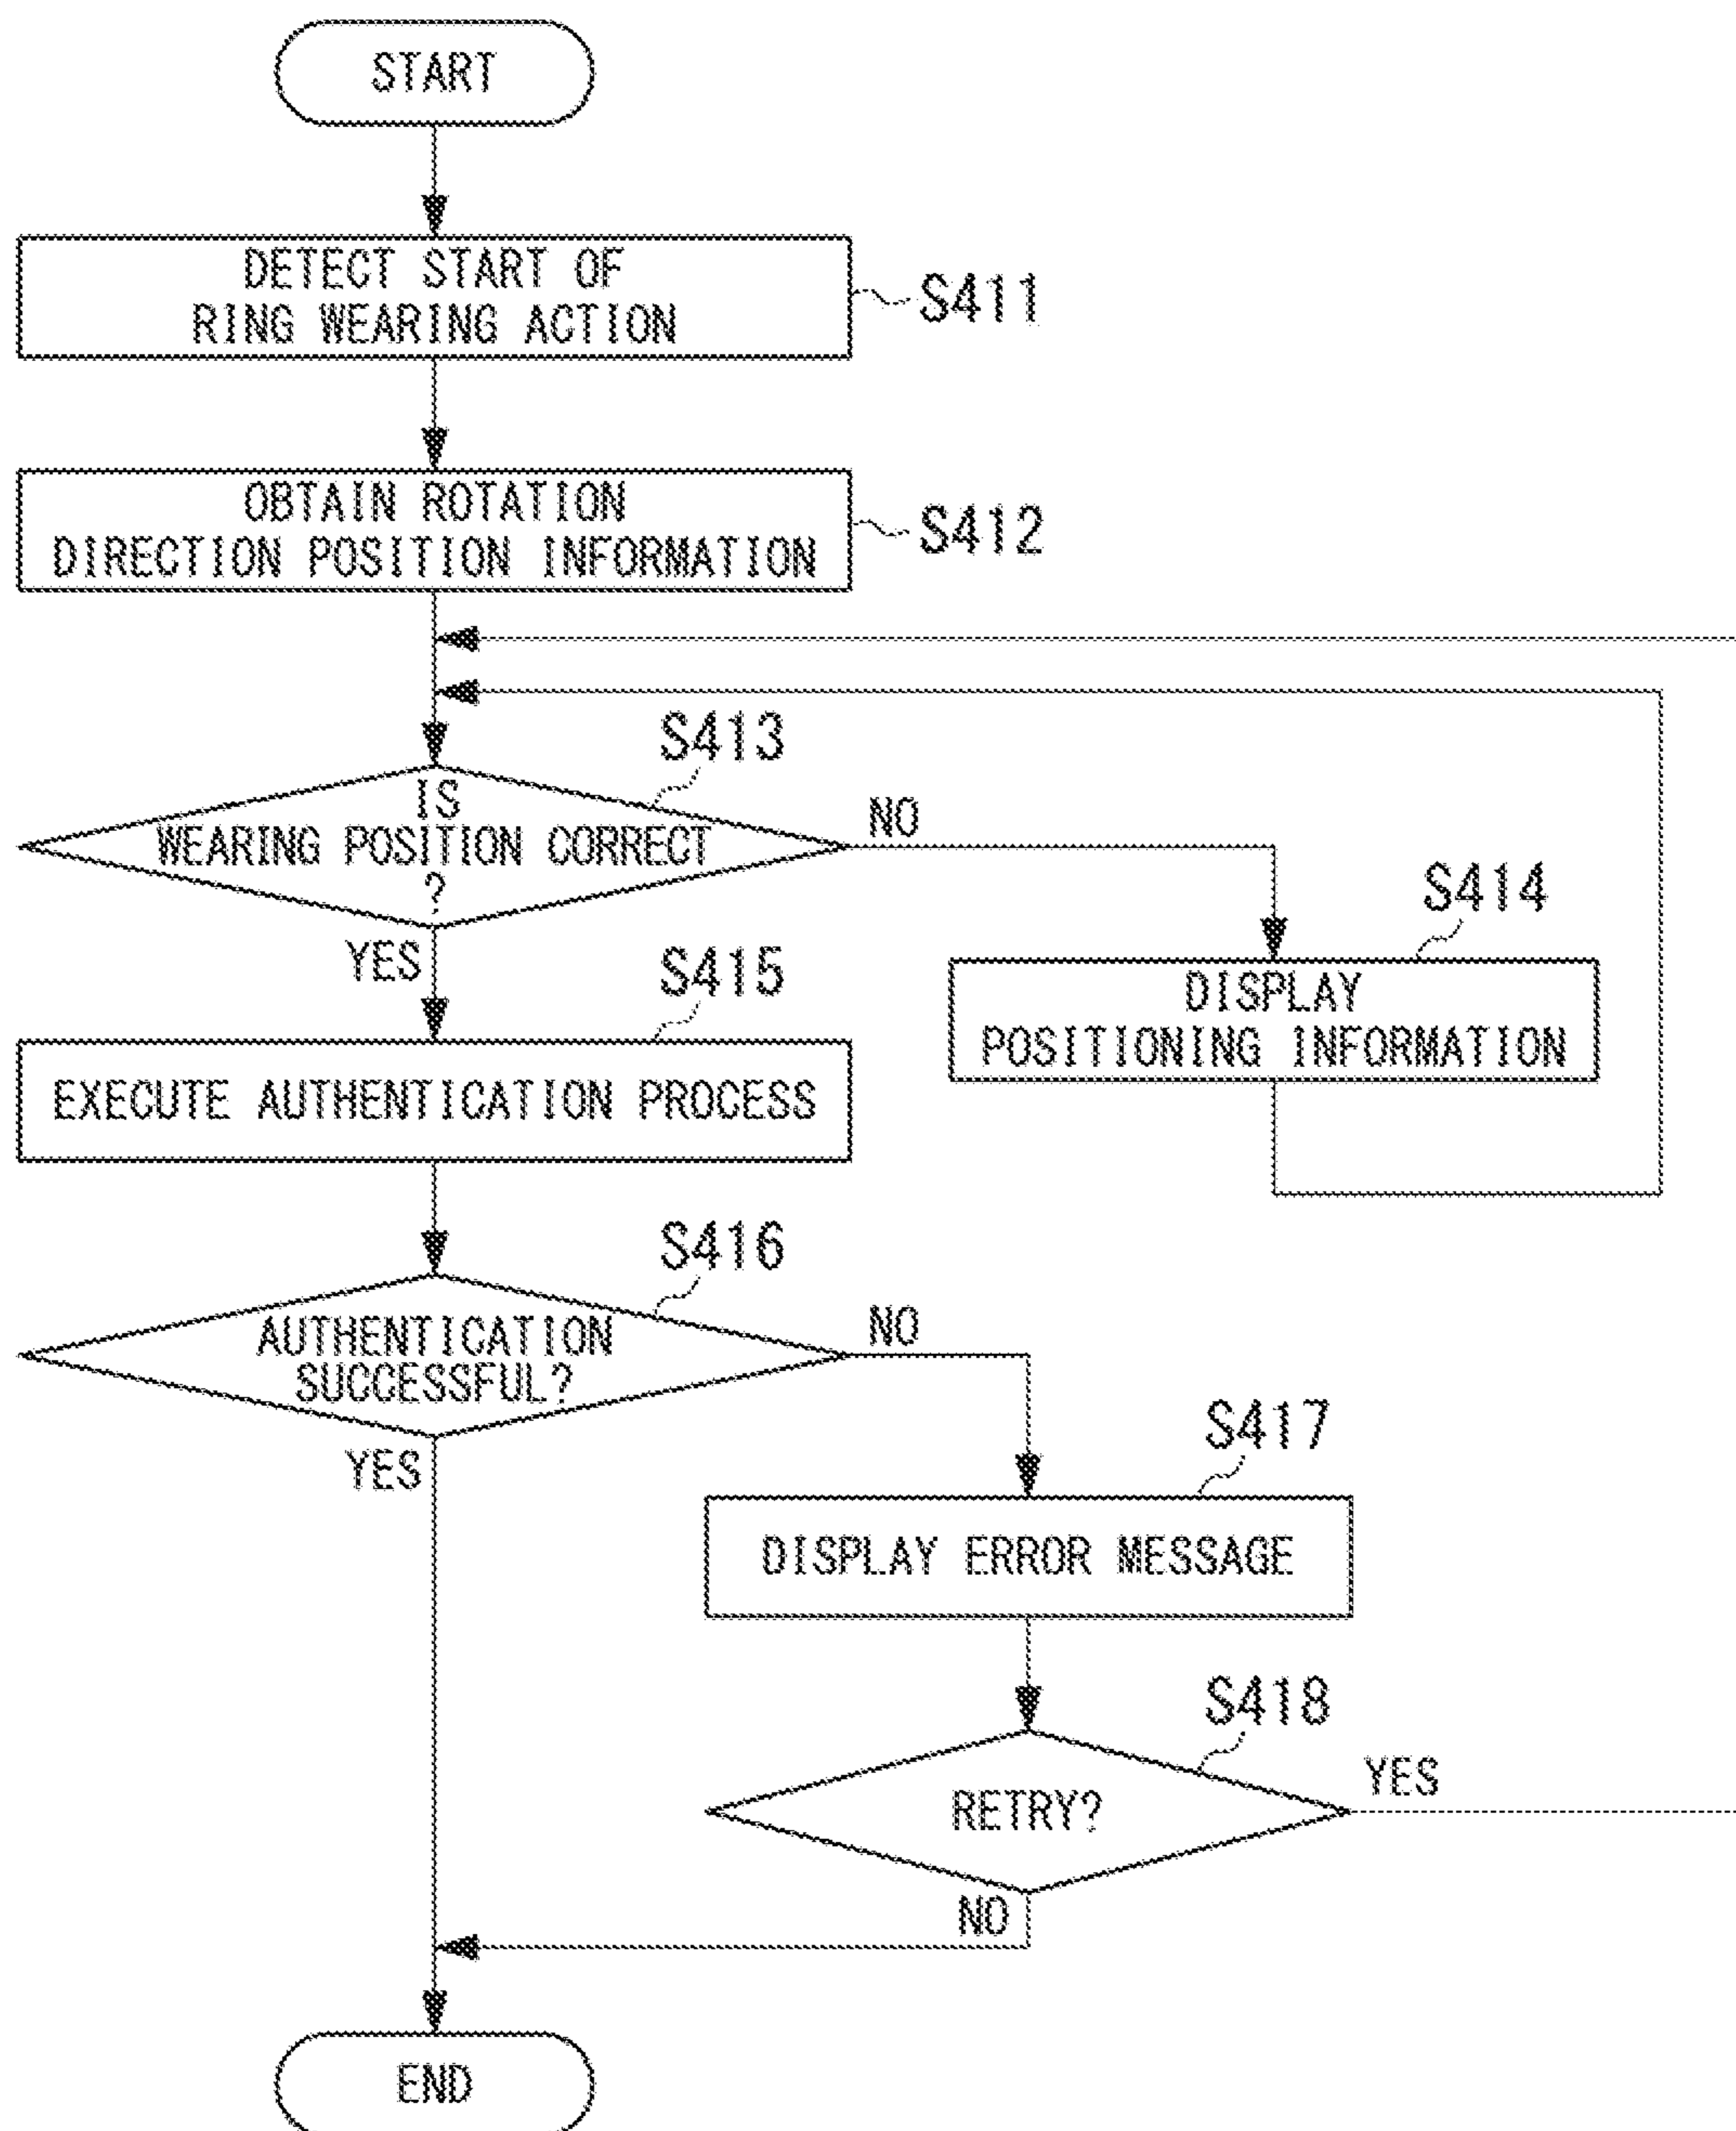 START
DETECT START OF
RING WEARING ACTION
S411
OBTAIN ROTATION
DIRECTION POSITION INFORMATION
S412
S413
IS
WEARING POSITION CORRECT
?
NO
YES
S414
DISPLAY
POSITIONING INFORMATION
S415
EXECUTE AUTHENTICATION PROCESS
S416
AUTHENTICATION
SUCCESSFUL?
NO
YES
S417
DISPLAY ERROR MESSAGE
S418
RETRY?
YES
NO
END